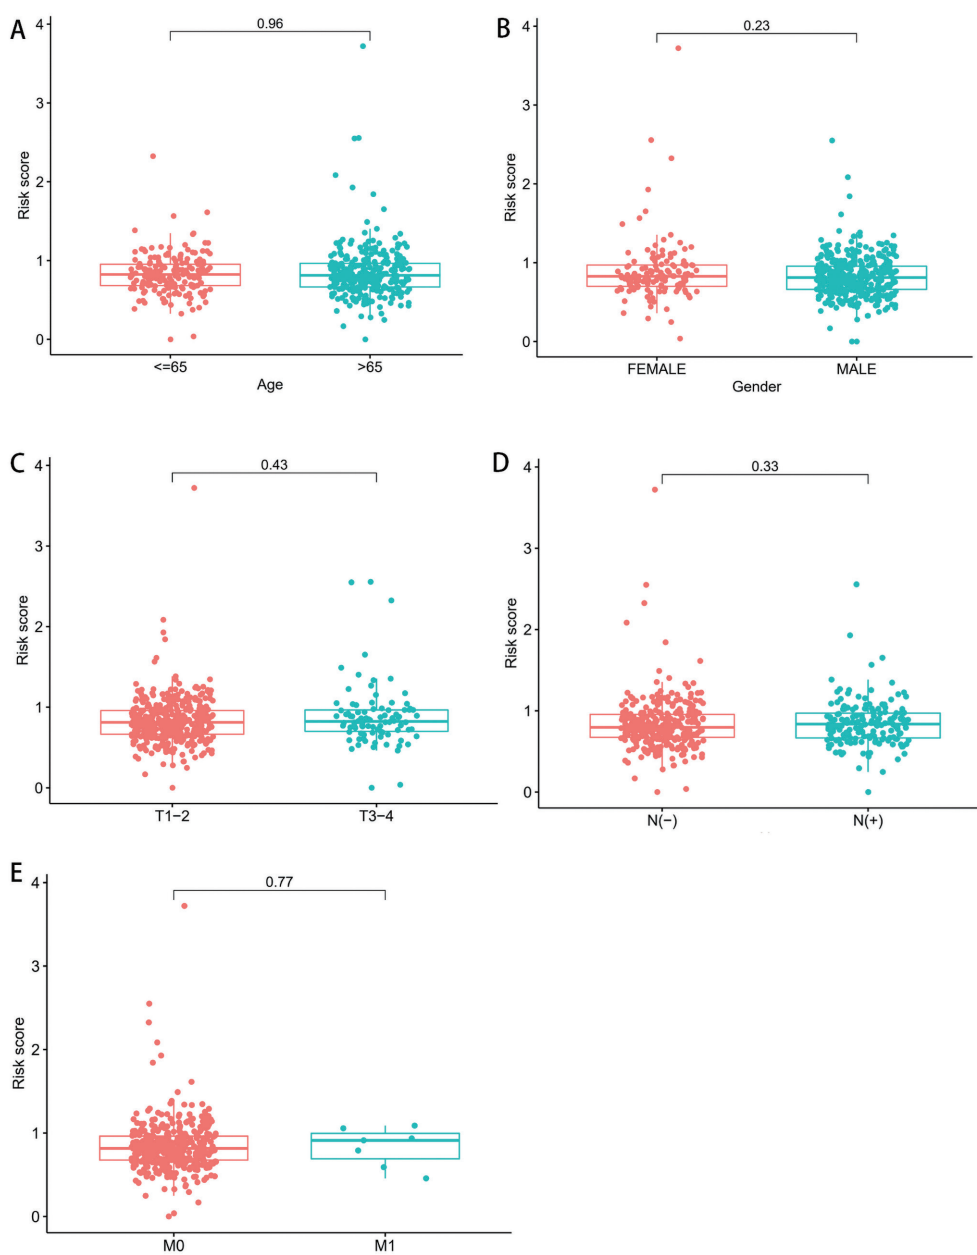 A
0.96
4
3
2
1
0
Risk score
<=65
>65
Age
B
0.23
4
3
2
1
0
Risk score
FEMALE
MALE
Gender
C
0.43
4
3
2
1
0
Risk score
T1−2
T3−4
D
0.33
4
3
2
1
0
Risk score
N(−)
N(+)
E
0.77
4
3
2
1
0
Risk score
M0
M1